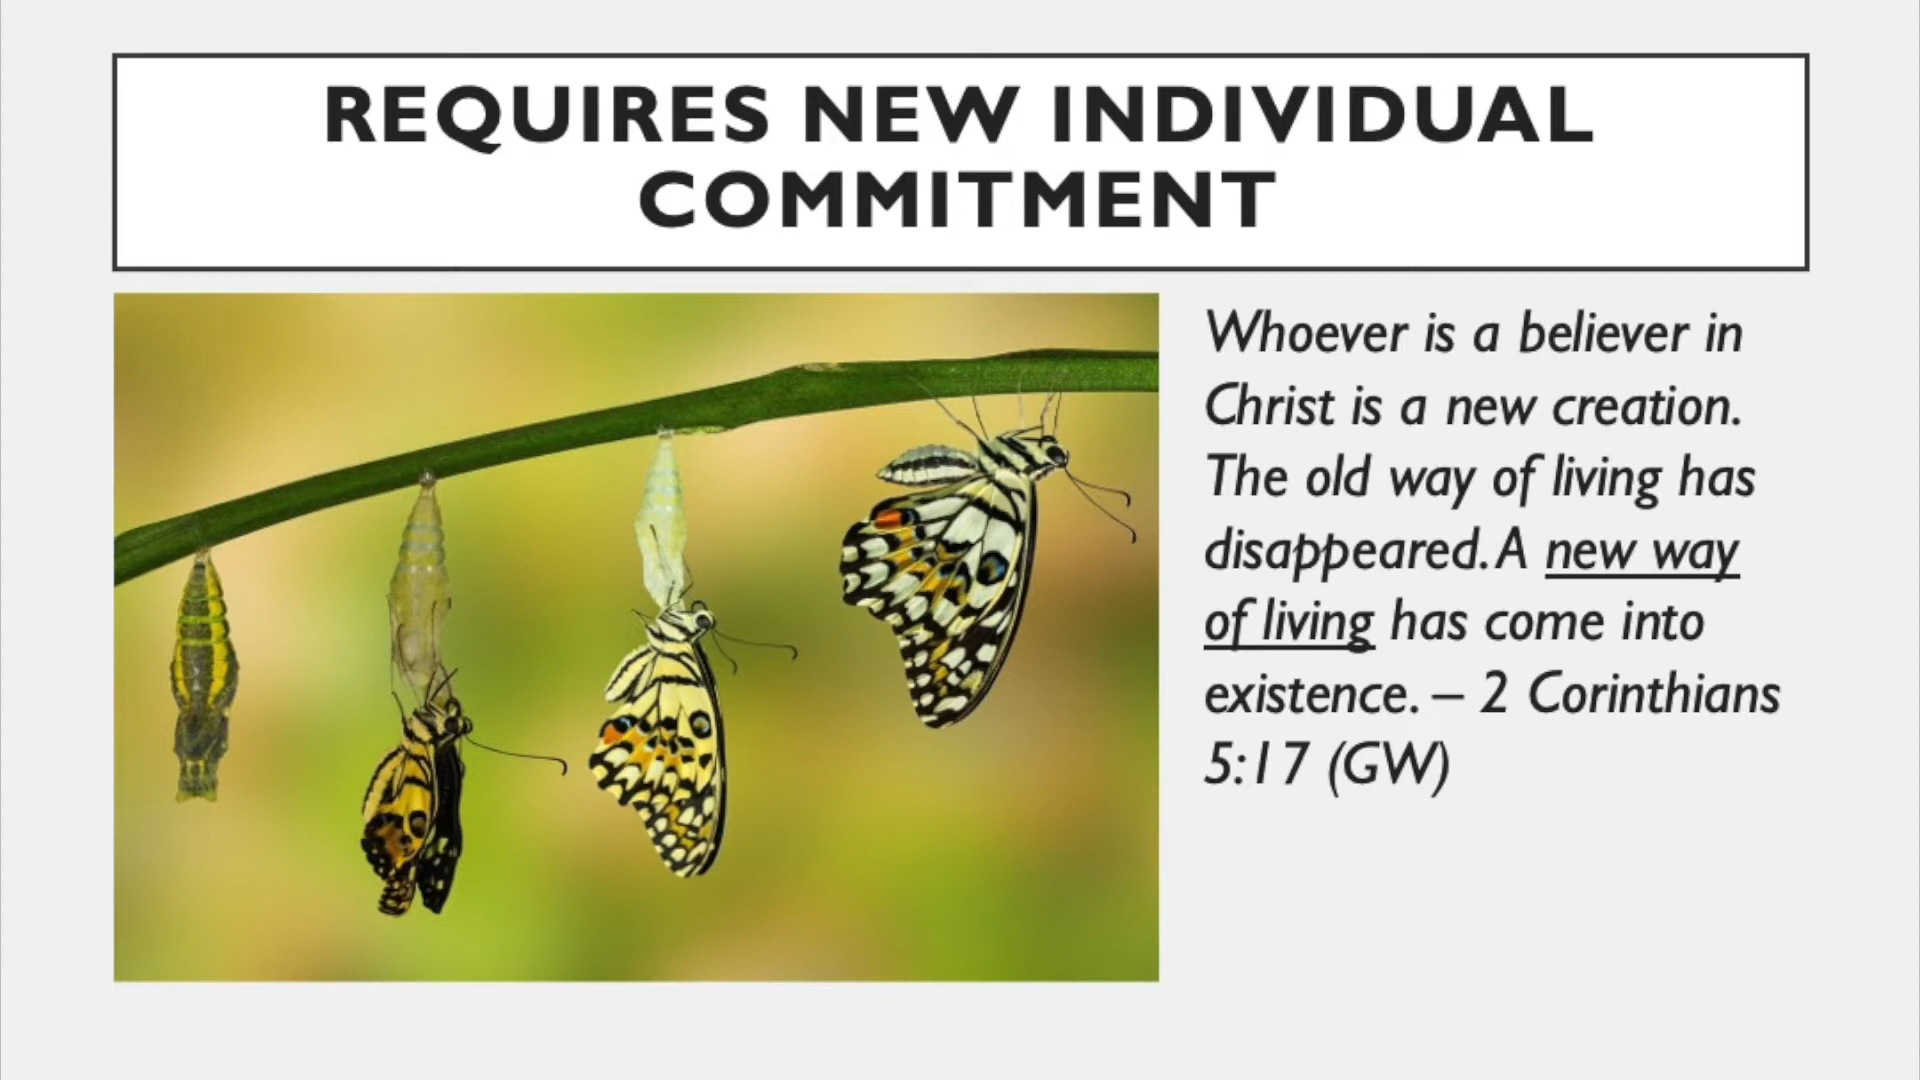 REQUIRES NEW INDIVIDUAL
COMMITMENT
Whoever is a believer in
Christ is a new creation.
The old way of living has
disappeared. A new way
of living has come into
existence. – 2 Corinthians
5:17 (GW)